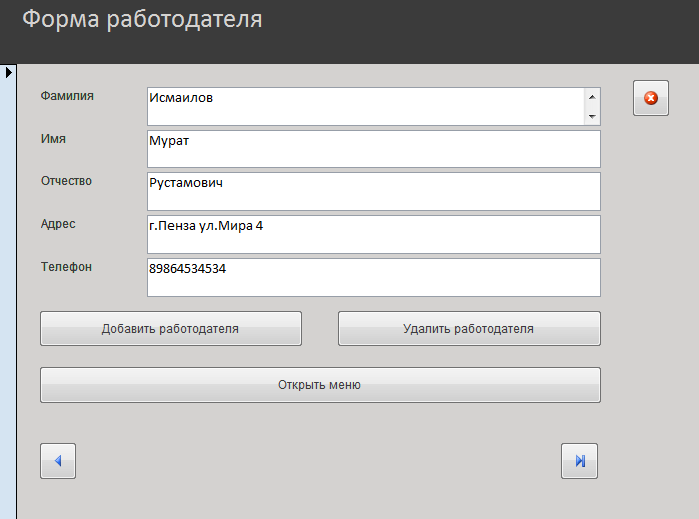 Форма работодателя
Фамилия Исмаилов
Имя Мурат
Отчество Рустамович
Адрес г.Пенза ул.Мира 4
Телефон 89864534534
Добавить работодателя Удалить работодателя
Открыть меню